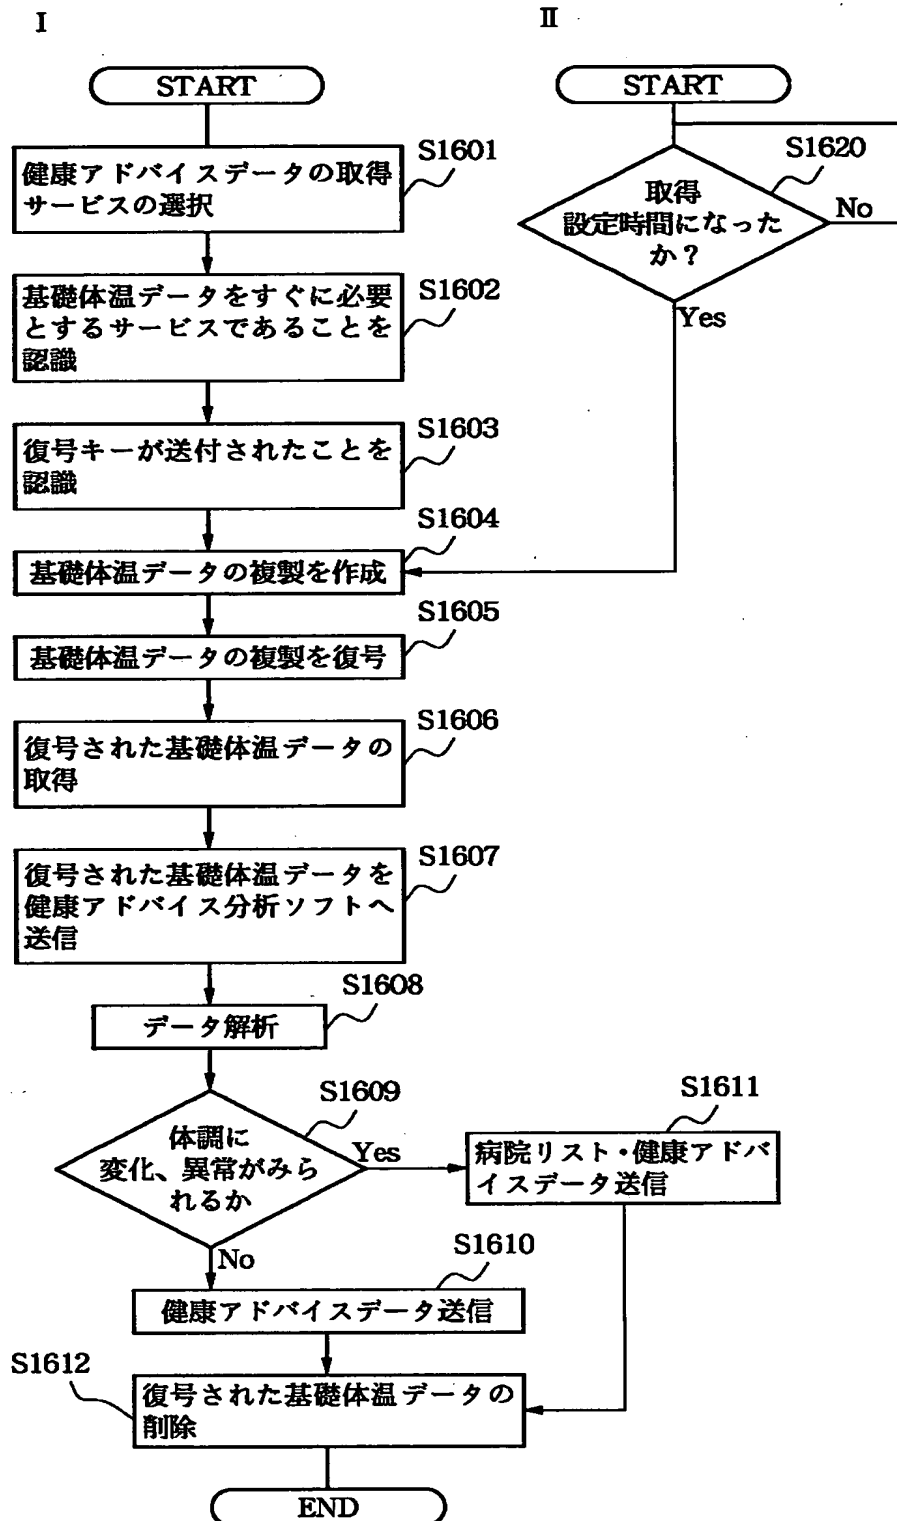 I
II
START
START
S1601
健康アドバイスデータの取得
サービスの選択
S1620
取得
設定時間になった
か?
No
Yes
S1602
基礎体温データをすぐに必要
とするサービスであることを
認識
S1603
復号キーが送付されたことを
認識
S1604
基礎体温データの複製を作成
S1605
基礎体温データの複製を復号
S1606
復号された基礎体温データの
取得
S1607
復号された基礎体温データを
健康アドバイス分析ソフトへ
送信
S1608
データ解析
S1609
体調に
変化、異常がみら
れるか
Yes
No
S1611
病院リスト・健康アドバ
イスデータ送信
S1610
健康アドバイスデータ送信
S1612
復号された基礎体温データの
削除
END